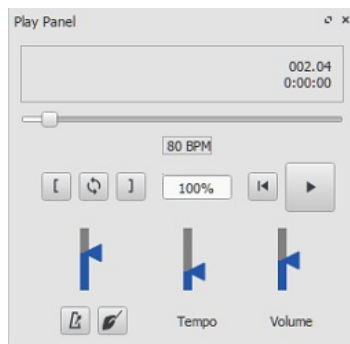 Play Panel
002.04
0:00:00
80 BPM
[ ] 100%
Tempo Volume